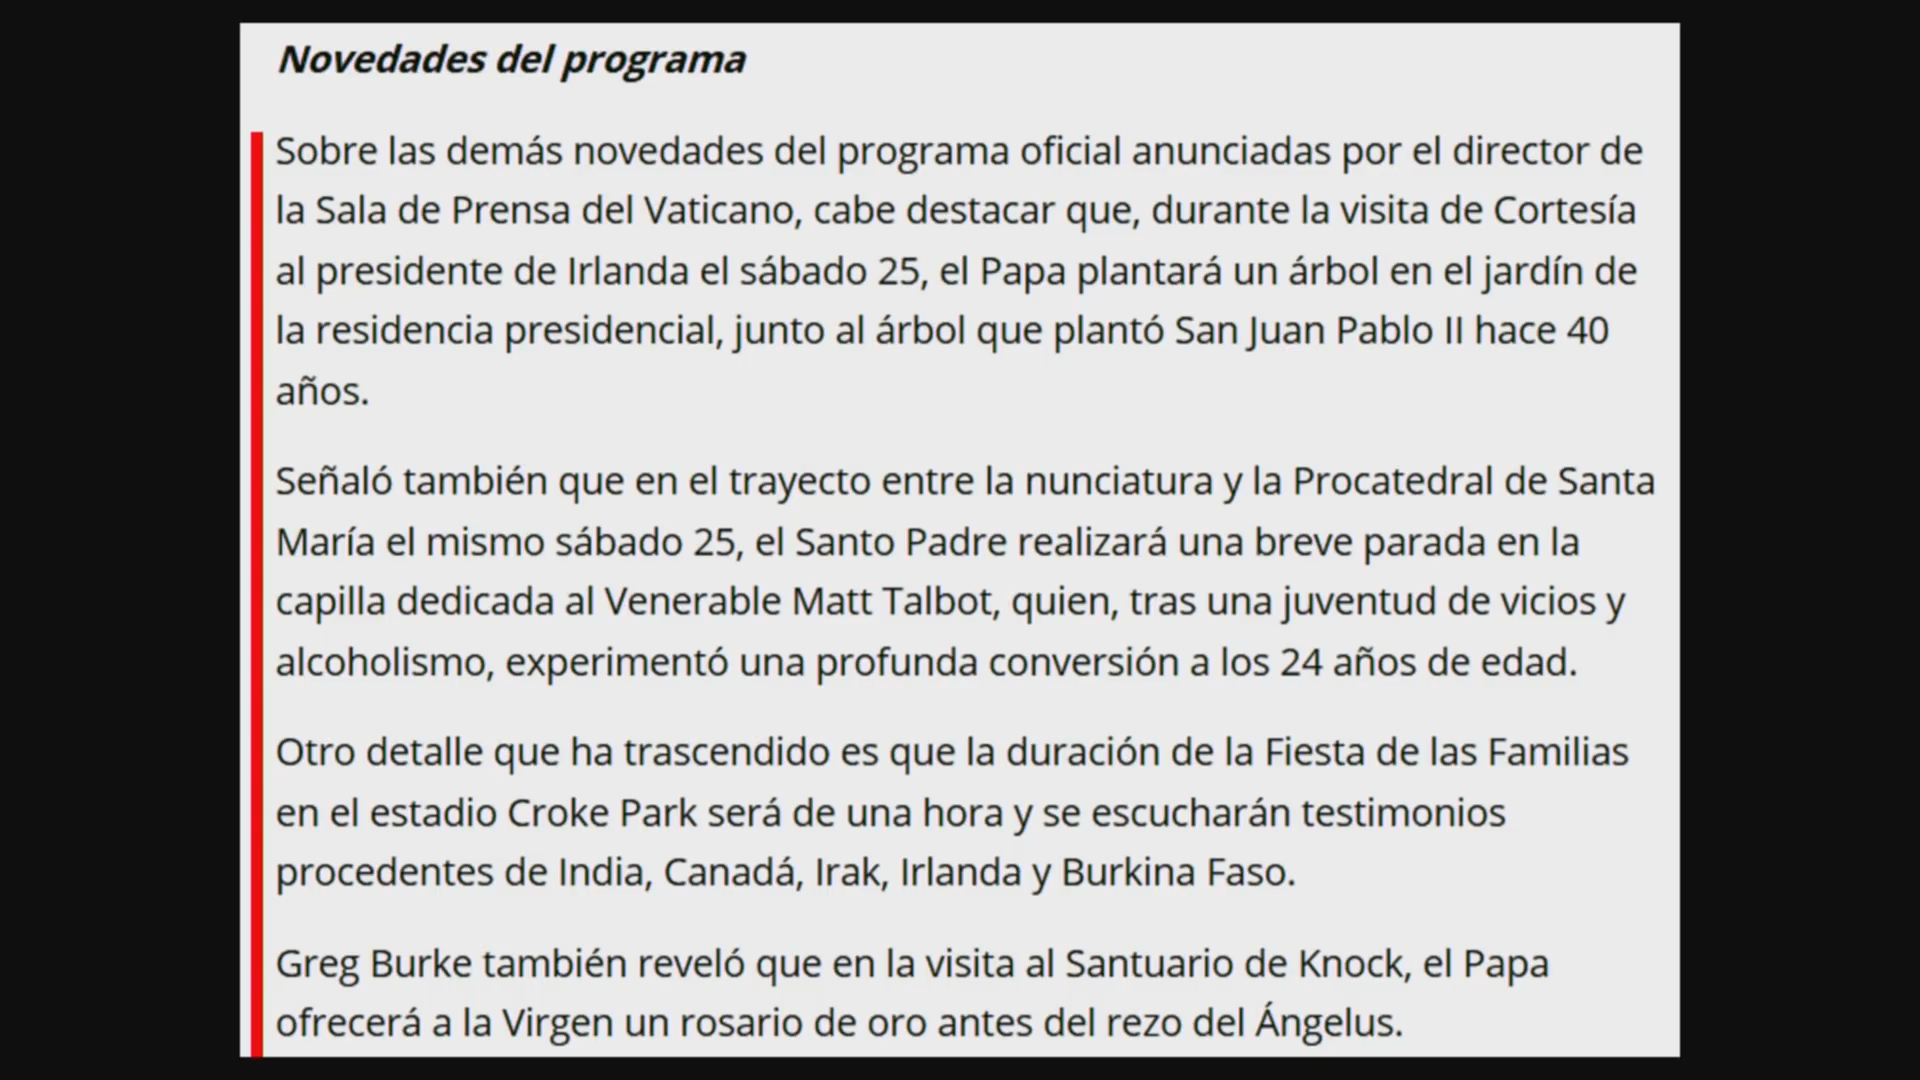 Novedades del programa
Sobre las demás novedades del programa oficial anunciadas por el director de
la Sala de Prensa del Vaticano, cabe destacar que, durante la visita de Cortesía
al presidente de Irlanda el sábado 25, el Papa plantará un árbol en el jardín de
la residencia presidencial, junto al árbol que plantó San Juan Pablo II hace 40
años.
Señaló también que en el trayecto entre la nunciatura y la Procatedral de Santa
María el mismo sábado 25, el Santo Padre realizará una breve parada en la
capilla dedicada al Venerable Matt Talbot, quien, tras una juventud de vicios y
alcoholismo, experimentó una profunda conversión a los 24 años de edad.
Otro detalle que ha trascendido es que la duración de la Fiesta de las Familias
en el estadio Croke Park será de una hora y se escucharán testimonios
procedentes de India, Canadá, Irak, Irlanda y Burkina Faso.
Greg Burke también reveló que en la visita al Santuario de Knock, el Papa
ofrecerá a la Virgen un rosario de oro antes del rezo del Ángelus.